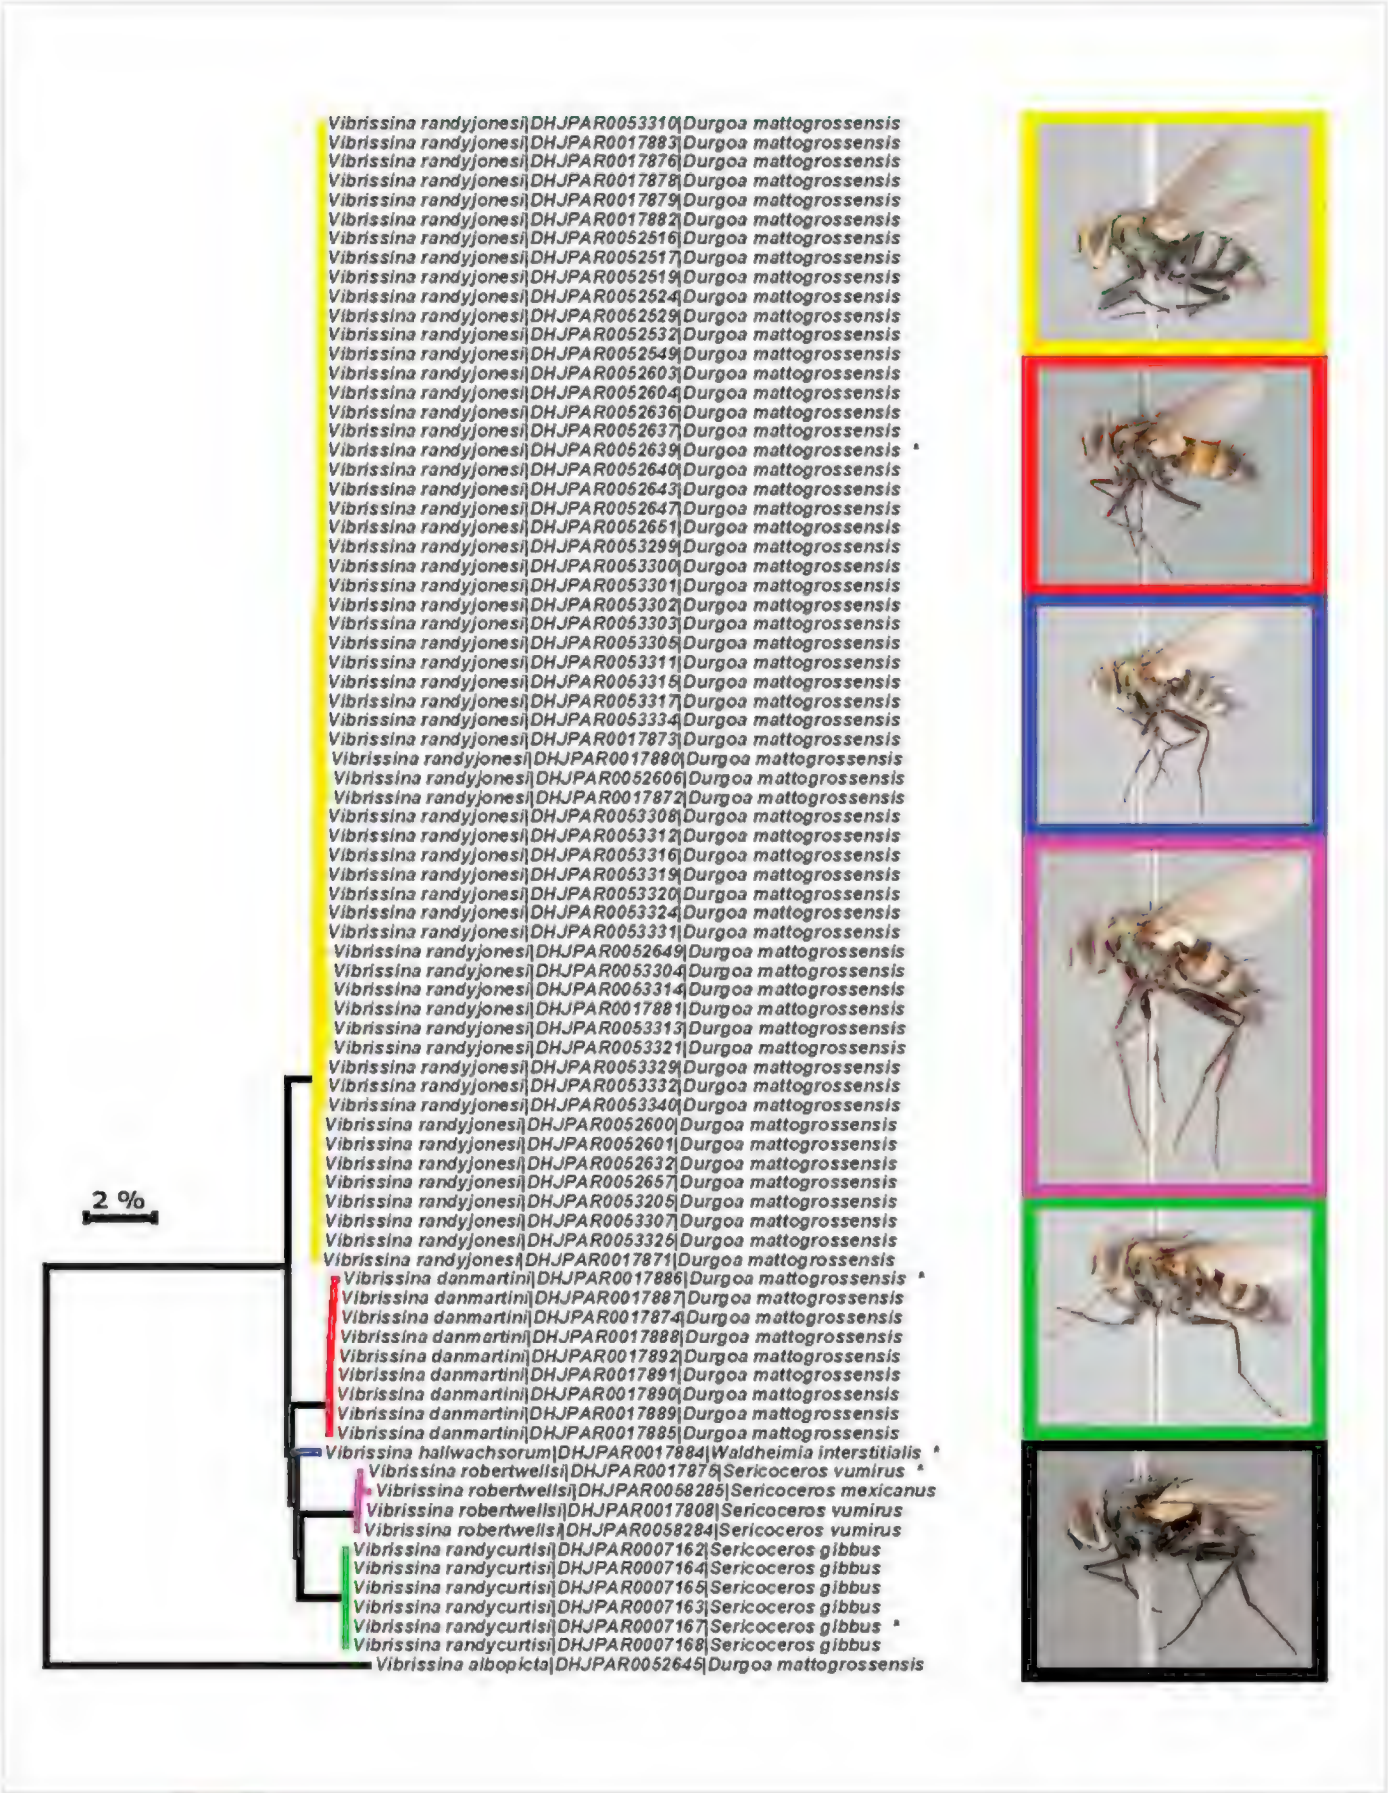 Vibrissina randyjonesi|DHJPAR0053310|Durgoa mattogrossensis
Vibrissina randyjonesi|DHJPAR0017883|Durgoa mattogrossensis
Vibrissina randyjonesi|DHJPAR0017876|Durgoa mattogrossensis
Vibrissina randyjonesi|DHJPAR0017878|Durgoa mattogrossensis
Vibrissina randyjonesi|DHJPAR0017879|Durgoa mattogrossensis
Vibrissina randyjonesi|DHJPAR0017882|Durgoa mattogrossensis
Vibrissina randyjonesi|DHJPAR0052516|Durgoa mattogrossensis
Vibrissina randyjonesi|DHJPAR0052517|Durgoa mattogrossensis
Vibrissina randyjonesi|DHJPAR0052519|Durgoa mattogrossensis
Vibrissina randyjonesi|DHJPAR0052524|Durgoa mattogrossensis
Vibrissina randyjonesi|DHJPAR0052529|Durgoa mattogrossensis
Vibrissina randyjonesi|DHJPAR0052532|Durgoa mattogrossensis
Vibrissina randyjonesi|DHJPAR0052549|Durgoa mattogrossensis
Vibrissina randyjonesi|DHJPAR0052603|Durgoa mattogrossensis
Vibrissina randyjonesi|DHJPAR0052604|Durgoa mattogrossensis
Vibrissina randyjonesi|DHJPAR0052636|Durgoa mattogrossensis
Vibrissina randyjonesi|DHJPAR0052637|Durgoa mattogrossensis
Vibrissina randyjonesi|DHJPAR0052639|Durgoa mattogrossensis *
Vibrissina randyjonesi|DHJPAR0052640|Durgoa mattogrossensis
Vibrissina randyjonesi|DHJPAR0052643|Durgoa mattogrossensis
Vibrissina randyjonesi|DHJPAR0052647|Durgoa mattogrossensis
Vibrissina randyjonesi|DHJPAR0052651|Durgoa mattogrossensis
Vibrissina randyjonesi|DHJPAR0053299|Durgoa mattogrossensis
Vibrissina randyjonesi|DHJPAR0053300|Durgoa mattogrossensis
Vibrissina randyjonesi|DHJPAR0053301|Durgoa mattogrossensis
Vibrissina randyjonesi|DHJPAR0053302|Durgoa mattogrossensis
Vibrissina randyjonesi|DHJPAR0053303|Durgoa mattogrossensis
Vibrissina randyjonesi|DHJPAR0053305|Durgoa mattogrossensis
Vibrissina randyjonesi|DHJPAR0053311|Durgoa mattogrossensis
Vibrissina randyjonesi|DHJPAR0053315|Durgoa mattogrossensis
Vibrissina randyjonesi|DHJPAR0053317|Durgoa mattogrossensis
Vibrissina randyjonesi|DHJPAR0053334|Durgoa mattogrossensis
Vibrissina randyjonesi|DHJPAR0017873|Durgoa mattogrossensis
Vibrissina randyjonesi|DHJPAR0017880|Durgoa mattogrossensis
Vibrissina randyjonesi|DHJPAR0052606|Durgoa mattogrossensis
Vibrissina randyjonesi|DHJPAR0017872|Durgoa mattogrossensis
Vibrissina randyjonesi|DHJPAR0053308|Durgoa mattogrossensis
Vibrissina randyjonesi|DHJPAR0053312|Durgoa mattogrossensis
Vibrissina randyjonesi|DHJPAR0053316|Durgoa mattogrossensis
Vibrissina randyjonesi|DHJPAR0053319|Durgoa mattogrossensis
Vibrissina randyjonesi|DHJPAR0053320|Durgoa mattogrossensis
Vibrissina randyjonesi|DHJPAR0053324|Durgoa mattogrossensis
Vibrissina randyjonesi|DHJPAR0053331|Durgoa mattogrossensis
Vibrissina randyjonesi|DHJPAR0052649|Durgoa mattogrossensis
Vibrissina randyjonesi|DHJPAR0053304|Durgoa mattogrossensis
Vibrissina randyjonesi|DHJPAR0053314|Durgoa mattogrossensis
Vibrissina randyjonesi|DHJPAR0017881|Durgoa mattogrossensis
Vibrissina randyjonesi|DHJPAR0053313|Durgoa mattogrossensis
Vibrissina randyjonesi|DHJPAR0053321|Durgoa mattogrossensis
Vibrissina randyjonesi|DHJPAR0053329|Durgoa mattogrossensis
Vibrissina randyjonesi|DHJPAR0053332|Durgoa mattogrossensis
Vibrissina randyjonesi|DHJPAR0053340|Durgoa mattogrossensis
Vibrissina randyjonesi|DHJPAR0052600|Durgoa mattogrossensis
Vibrissina randyjonesi|DHJPAR0052601|Durgoa mattogrossensis
Vibrissina randyjonesi|DHJPAR0052632|Durgoa mattogrossensis
Vibrissina randyjonesi|DHJPAR0052657|Durgoa mattogrossensis
2 %
Vibrissina randyjonesi|DHJPAR0053205|Durgoa mattogrossensis
Vibrissina randyjonesi|DHJPAR0053307|Durgoa mattogrossensis
Vibrissina randyjonesi|DHJPAR0053325|Durgoa mattogrossensis
Vibrissina randyjonesi|DHJPAR0017871|Durgoa mattogrossensis
Vibrissina danmartini|DHJPAR0017886|Durgoa mattogrossensis *
Vibrissina danmartini|DHJPAR0017887|Durgoa mattogrossensis
Vibrissina danmartini|DHJPAR0017874|Durgoa mattogrossensis
Vibrissina danmartini|DHJPAR0017888|Durgoa mattogrossensis
Vibrissina danmartini|DHJPAR0017892|Durgoa mattogrossensis
Vibrissina danmartini|DHJPAR0017891|Durgoa mattogrossensis
Vibrissina danmartini|DHJPAR0017890|Durgoa mattogrossensis
Vibrissina danmartini|DHJPAR0017889|Durgoa mattogrossensis
Vibrissina danmartini|DHJPAR0017885|Durgoa mattogrossensis
Vibrissina hallwachsorum|DHJPAR0017884|Waldheimia interstitialis *
Vibrissina robertwellsi|DHJPAR0017875|Sericoceros vumirus *
Vibrissina robertwellsi|DHJPAR0058285|Sericoceros mexicanus
Vibrissina robertwellsi|DHJPAR0017808|Sericoceros vumirus
Vibrissina robertwellsi|DHJPAR0058284|Sericoceros vumirus
Vibrissina randycurtisi|DHJPAR0007162|Sericoceros gibbus
Vibrissina randycurtisi|DHJPAR0007164|Sericoceros gibbus
Vibrissina randycurtisi|DHJPAR0007165|Sericoceros gibbus
Vibrissina randycurtisi|DHJPAR0007163|Sericoceros gibbus
Vibrissina randycurtisi|DHJPAR0007167|Sericoceros gibbus *
Vibrissina randycurtisi|DHJPAR0007168|Sericoceros gibbus
Vibrissina albopicta|DHJPAR0052645|Durgoa mattogrossensis